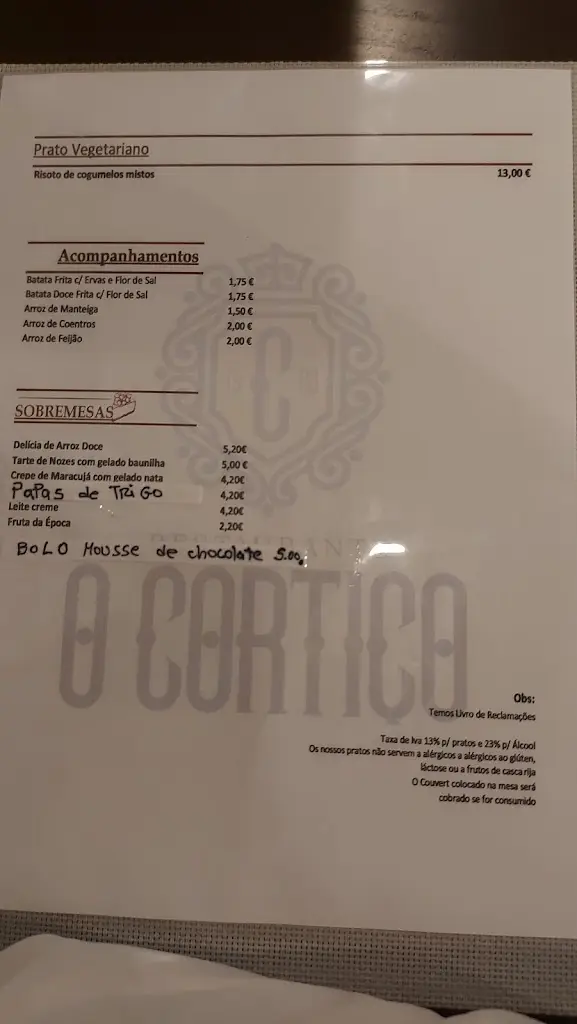 Prato Vegetariano
Risoto de cogumelos mistos 13,00 €
Acompanhamentos
Batata Frita c/ Ervas e Flor de Sal 1,75 €
Batata Doce Frita c/ Flor de Sal 1,75 €
Arroz de Manteiga 1,50 €
Arroz de Coentros 2,00 €
Arroz de Feijão 2,00 €
SOBREMESAS
Delícia de Arroz Doce 5,20€
Tarte de Nozes com gelado baunilha 5,00 €
Crepe de Maracujá com gelado nata 4,20€
PAPAS de TRIGO 4,20€
Leite creme 4,20€
Fruta da Época 2,20€
BOLO Mousse de chocolate 5.00
C
RESTAURANTE
O CORTIÇO
Obs:
Temos Livro de Reclamações
Taxa de Iva 13% p/ pratos e 23% p/ Álcool
Os nossos pratos não servem a alérgicos a alérgicos ao glúten,
láctose ou a frutos de casca rija
O Couvert colocado na mesa será
cobrado se for consumido